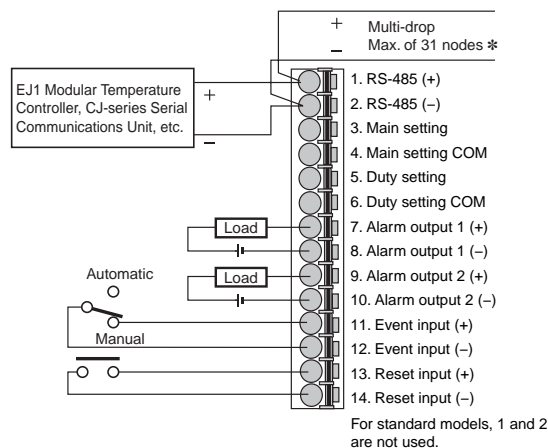 + Multi-drop
− Max. of 31 nodes *
EJ1 Modular Temperature
Controller, CJ-series Serial
Communications Unit, etc.
+
−
1. RS-485 (+)
2. RS-485 (−)
3. Main setting
4. Main setting COM
5. Duty setting
6. Duty setting COM
7. Alarm output 1 (+)
8. Alarm output 1 (−)
9. Alarm output 2 (+)
10. Alarm output 2 (−)
11. Event input (+)
12. Event input (−)
13. Reset input (+)
14. Reset input (−)
Load
Load
Automatic
Manual
For standard models, 1 and 2
are not used.